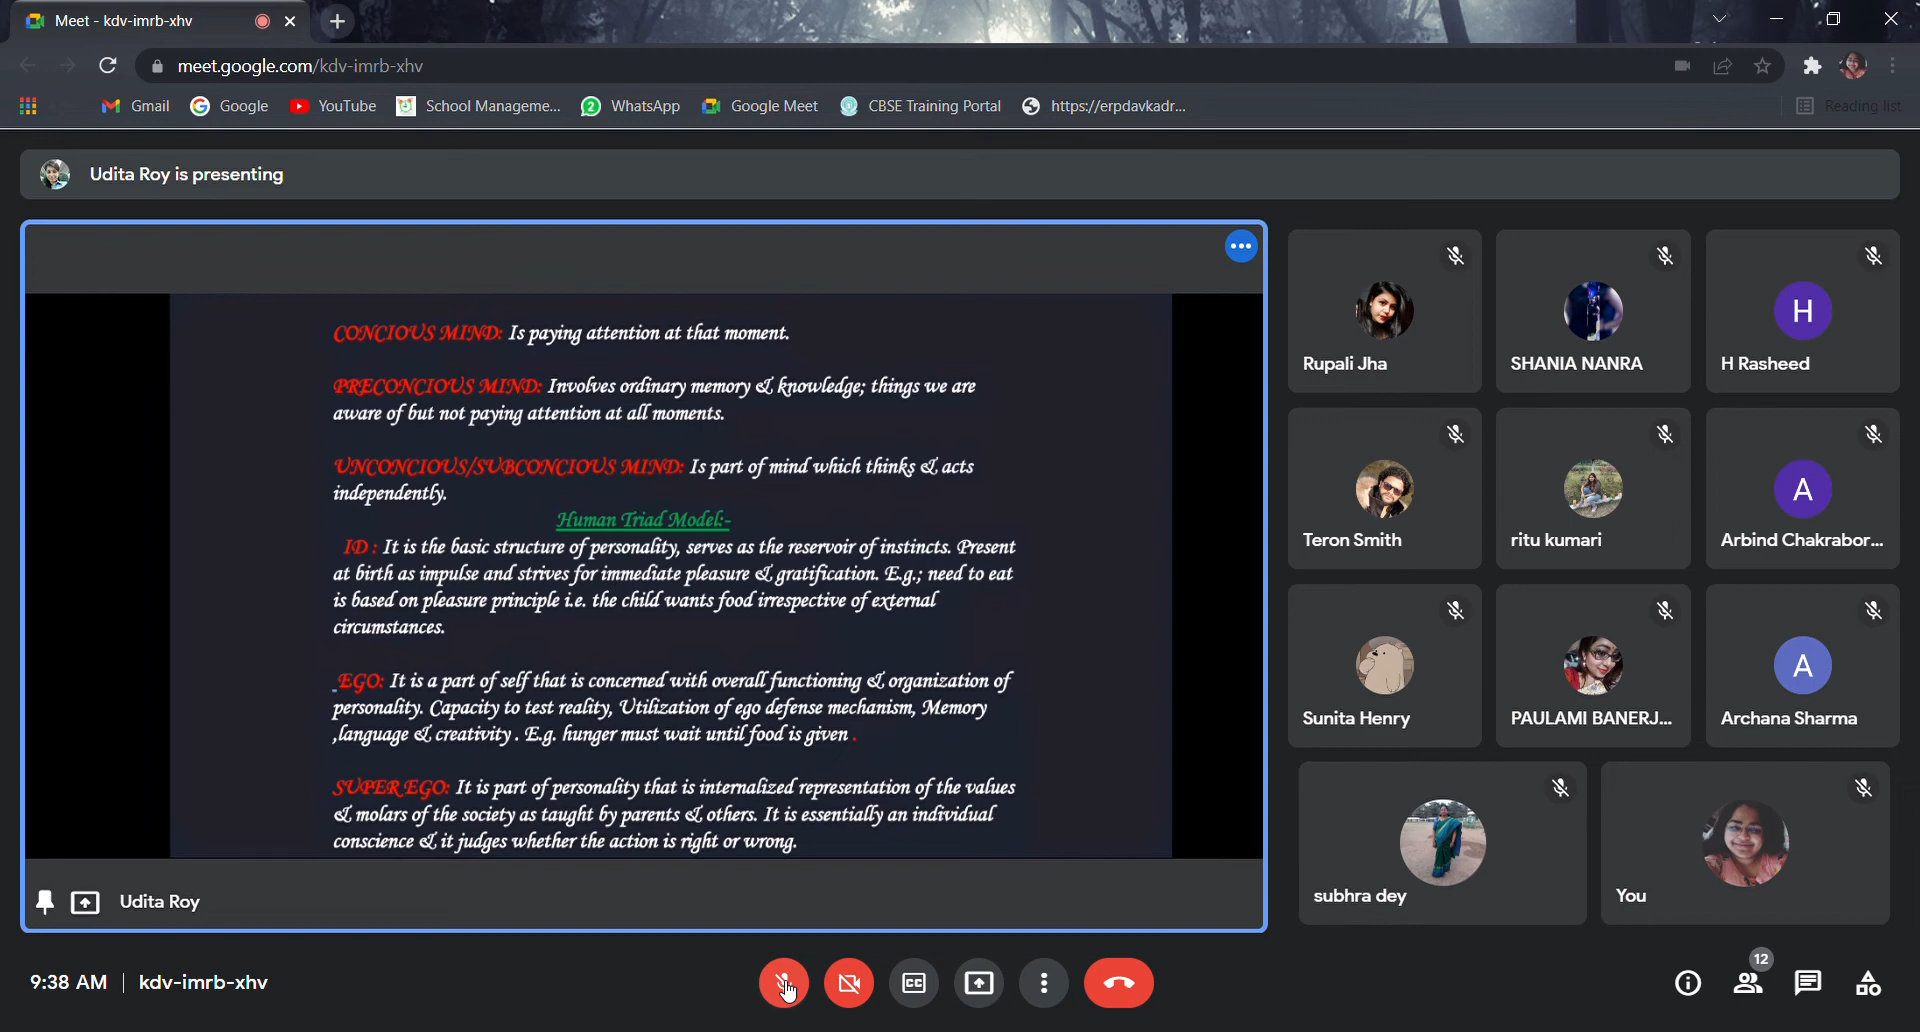 Meet - kdv-imrb-xhv
meet.google.com/kdv-imrb-xhv
Gmail Google YouTube School Manageme... WhatsApp Google Meet CBSE Training Portal https://erpdavkadr... Reading list
Udita Roy is presenting
CONCIOUS MIND: Is paying attention at that moment.
PRECONCIOUS MIND: Involves ordinary memory & knowledge; things we are
aware of but not paying attention at all moments.
UNCONCIOUS/SUBCONCIOUS MIND: Is part of mind which thinks & acts
independently.
Human Triad Model:-
ID : It is the basic structure of personality, serves as the reservoir of instincts. Present
at birth as impulse and strives for immediate pleasure & gratification. E.g.; need to eat
is based on pleasure principle i.e. the child wants food irrespective of external
circumstances.
EGO: It is a part of self that is concerned with overall functioning & organization of
personality. Capacity to test reality, Utilization of ego defense mechanism, Memory
,language & creativity . E.g. hunger must wait until food is given .
SUPER EGO: It is part of personality that is internalized representation of the values
& molars of the society as taught by parents & others. It is essentially an individual
conscience & it judges whether the action is right or wrong.
Udita Roy
Rupali Jha
SHANIA NANRA
H
H Rasheed
Teron Smith
ritu kumari
A
Arbind Chakrabor...
Sunita Henry
PAULAMI BANERJ...
A
Archana Sharma
subhra dey
You
9:38 AM | kdv-imrb-xhv
CC
12